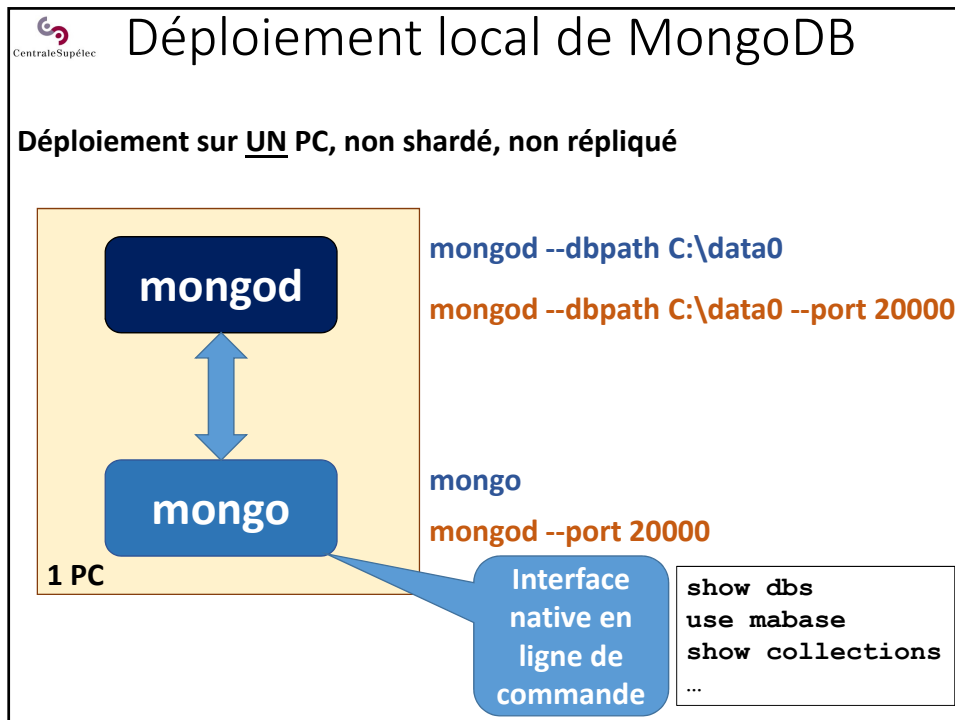 CentraleSupélec
Déploiement local de MongoDB
Déploiement sur UN PC, non shardé, non répliqué
mongod
mongod --dbpath C:\data0
mongod --dbpath C:\data0 --port 20000
mongo
mongo
mongod --port 20000
1 PC
Interface
native en
ligne de
commande
show dbs
use mabase
show collections
…